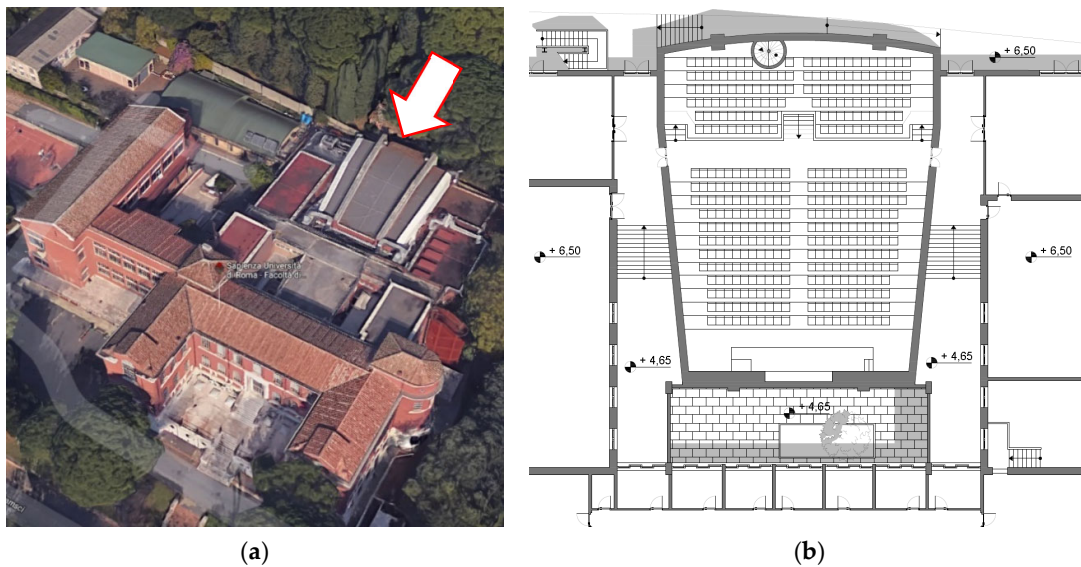 Sapienza Università
di Roma - Facoltà di...
+ 6,50
+ 6,50
+ 6,50
+ 4,65
+ 4,65
+ 4,65
(a)
(b)